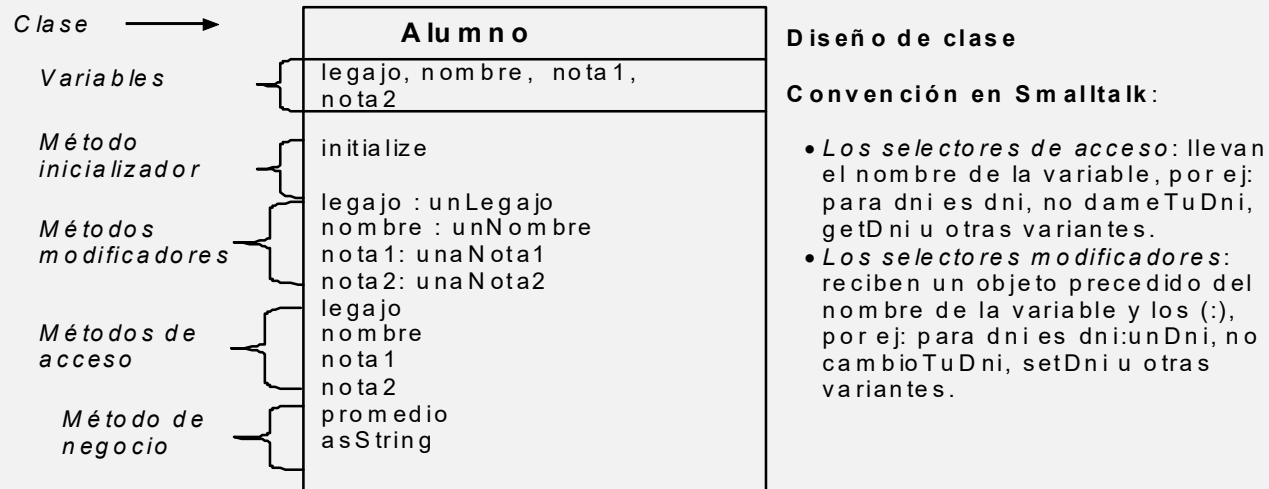 Clase
Alumno
Variables
legajo, nombre, nota1,
nota2
Método
inicializador
initialize
Métodos
modificadores
legajo : unLegajo
nombre : unNombre
nota1: unaNota1
nota2: unaNota2
Métodos de
acceso
legajo
nombre
nota1
nota2
Método de
negocio
promedio
asString
Diseño de clase
Convención en Smalltalk:
• Los selectores de acceso: llevan
el nombre de la variable, por ej:
para dni es dni, no dameTuDni,
getDni u otras variantes.
• Los selectores modificadores:
reciben un objeto precedido del
nombre de la variable y los (:),
por ej: para dni es dni:unDni, no
cambioTuDni, setDni u otras
variantes.